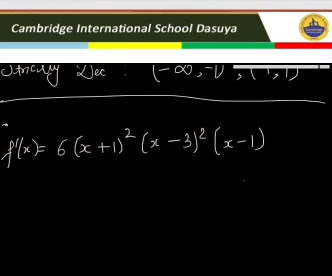 Cambridge International School Dasuya
Strictly Dec : (-∞, -1) , (-1, 1)
f'(x) = 6 (x + 1)² (x - 3)² (x - 1)